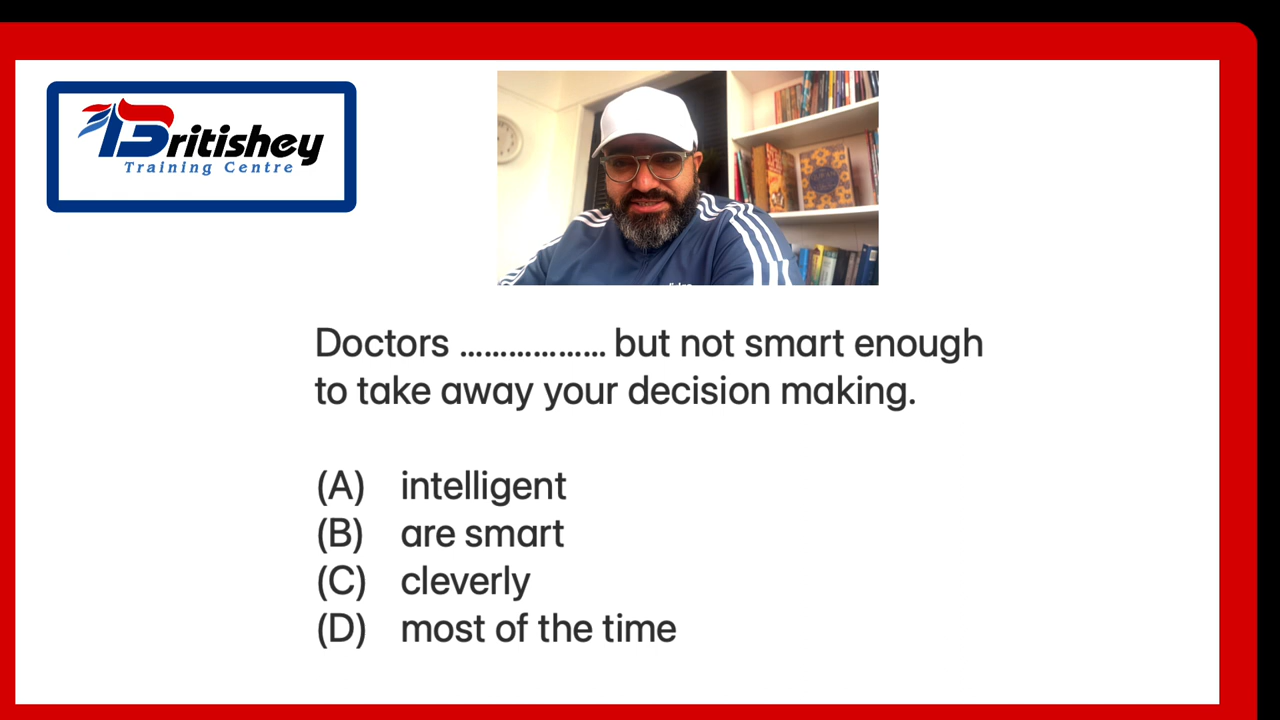 Britishey
Training Centre
Doctors .................. but not smart enough
to take away your decision making.
(A) intelligent
(B) are smart
(C) cleverly
(D) most of the time